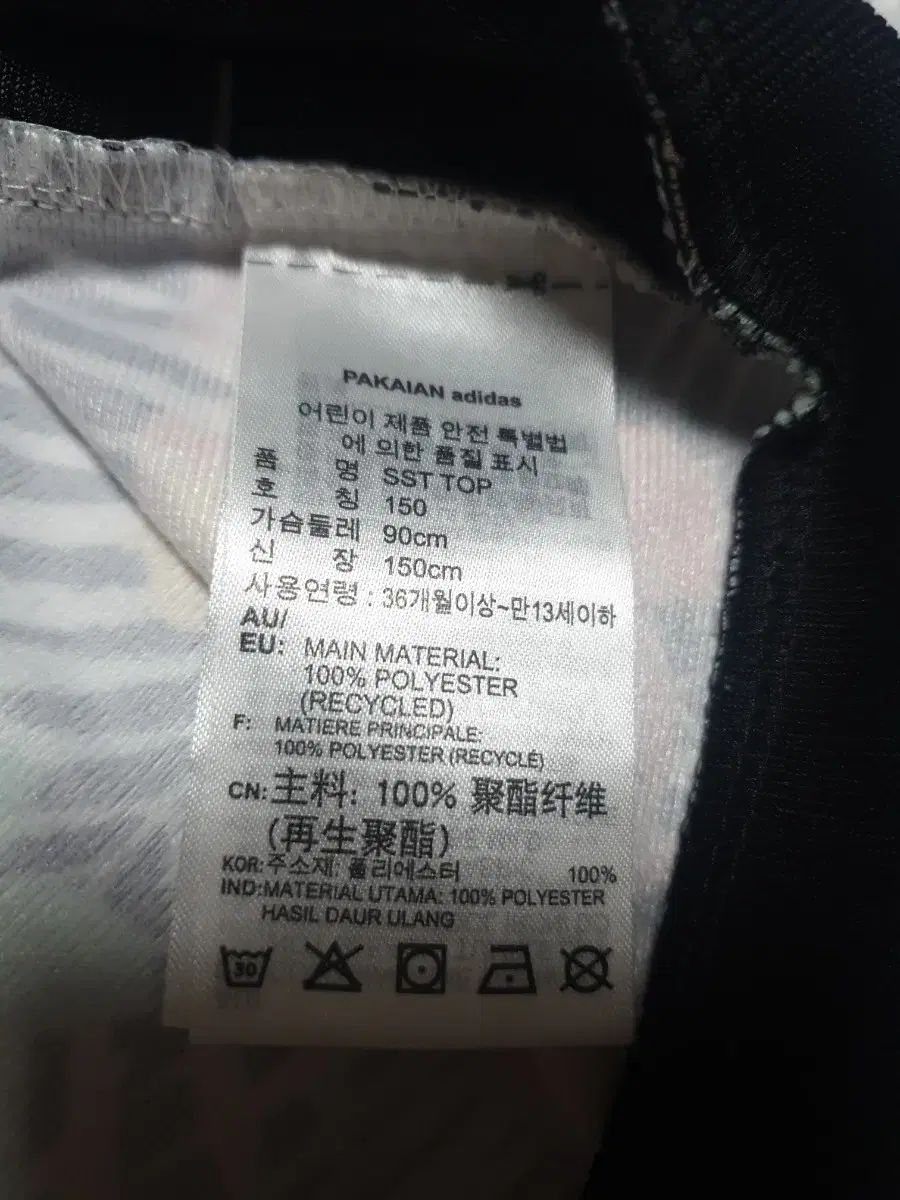 PAKAIAN adidas
어린이 제품 안전 특별법
에 의한 품질 표시
품 명 SST TOP
호 칭 150
가슴둘레 90cm
신 장 150cm
사용연령 : 36개월이상~만13세이하
AU/
EU: MAIN MATERIAL:
100% POLYESTER
(RECYCLED)
F: MATIERE PRINCIPALE:
100% POLYESTER (RECYCLÉ)
CN: 主料: 100% 聚酯纤维
(再生聚酯)
KOR: 주소재: 폴리에스터 100%
IND: MATERIAL UTAMA: 100% POLYESTER
HASIL DAUR ULANG
30